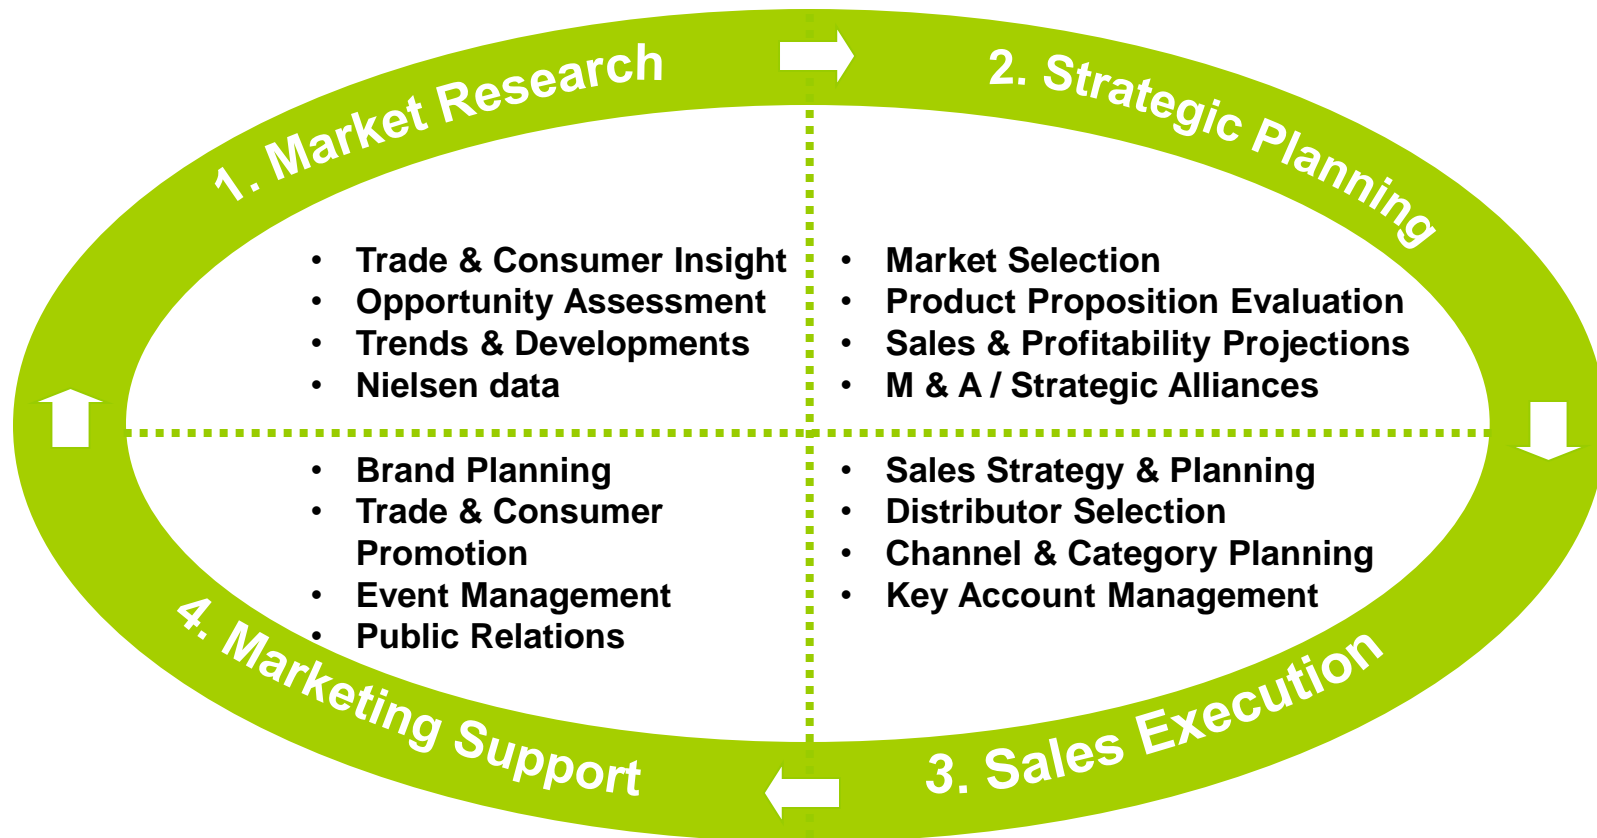 1. Market Research
2. Strategic Planning
• Trade & Consumer Insight
• Opportunity Assessment
• Trends & Developments
• Nielsen data
• Market Selection
• Product Proposition Evaluation
• Sales & Profitability Projections
• M & A / Strategic Alliances
• Sales Strategy & Planning
• Distributor Selection
• Channel & Category Planning
• Key Account Management
3. Sales Execution
• Brand Planning
• Trade & Consumer
Promotion
• Event Management
• Public Relations
4. Marketing Support